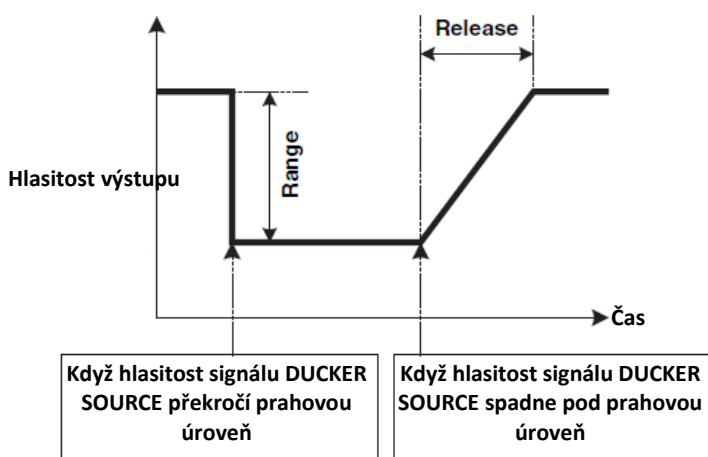 Release
Range
Hlasitost výstupu
Čas
Když hlasitost signálu DUCKER
SOURCE překročí prahovou
úroveň
Když hlasitost signálu DUCKER
SOURCE spadne pod prahovou
úroveň